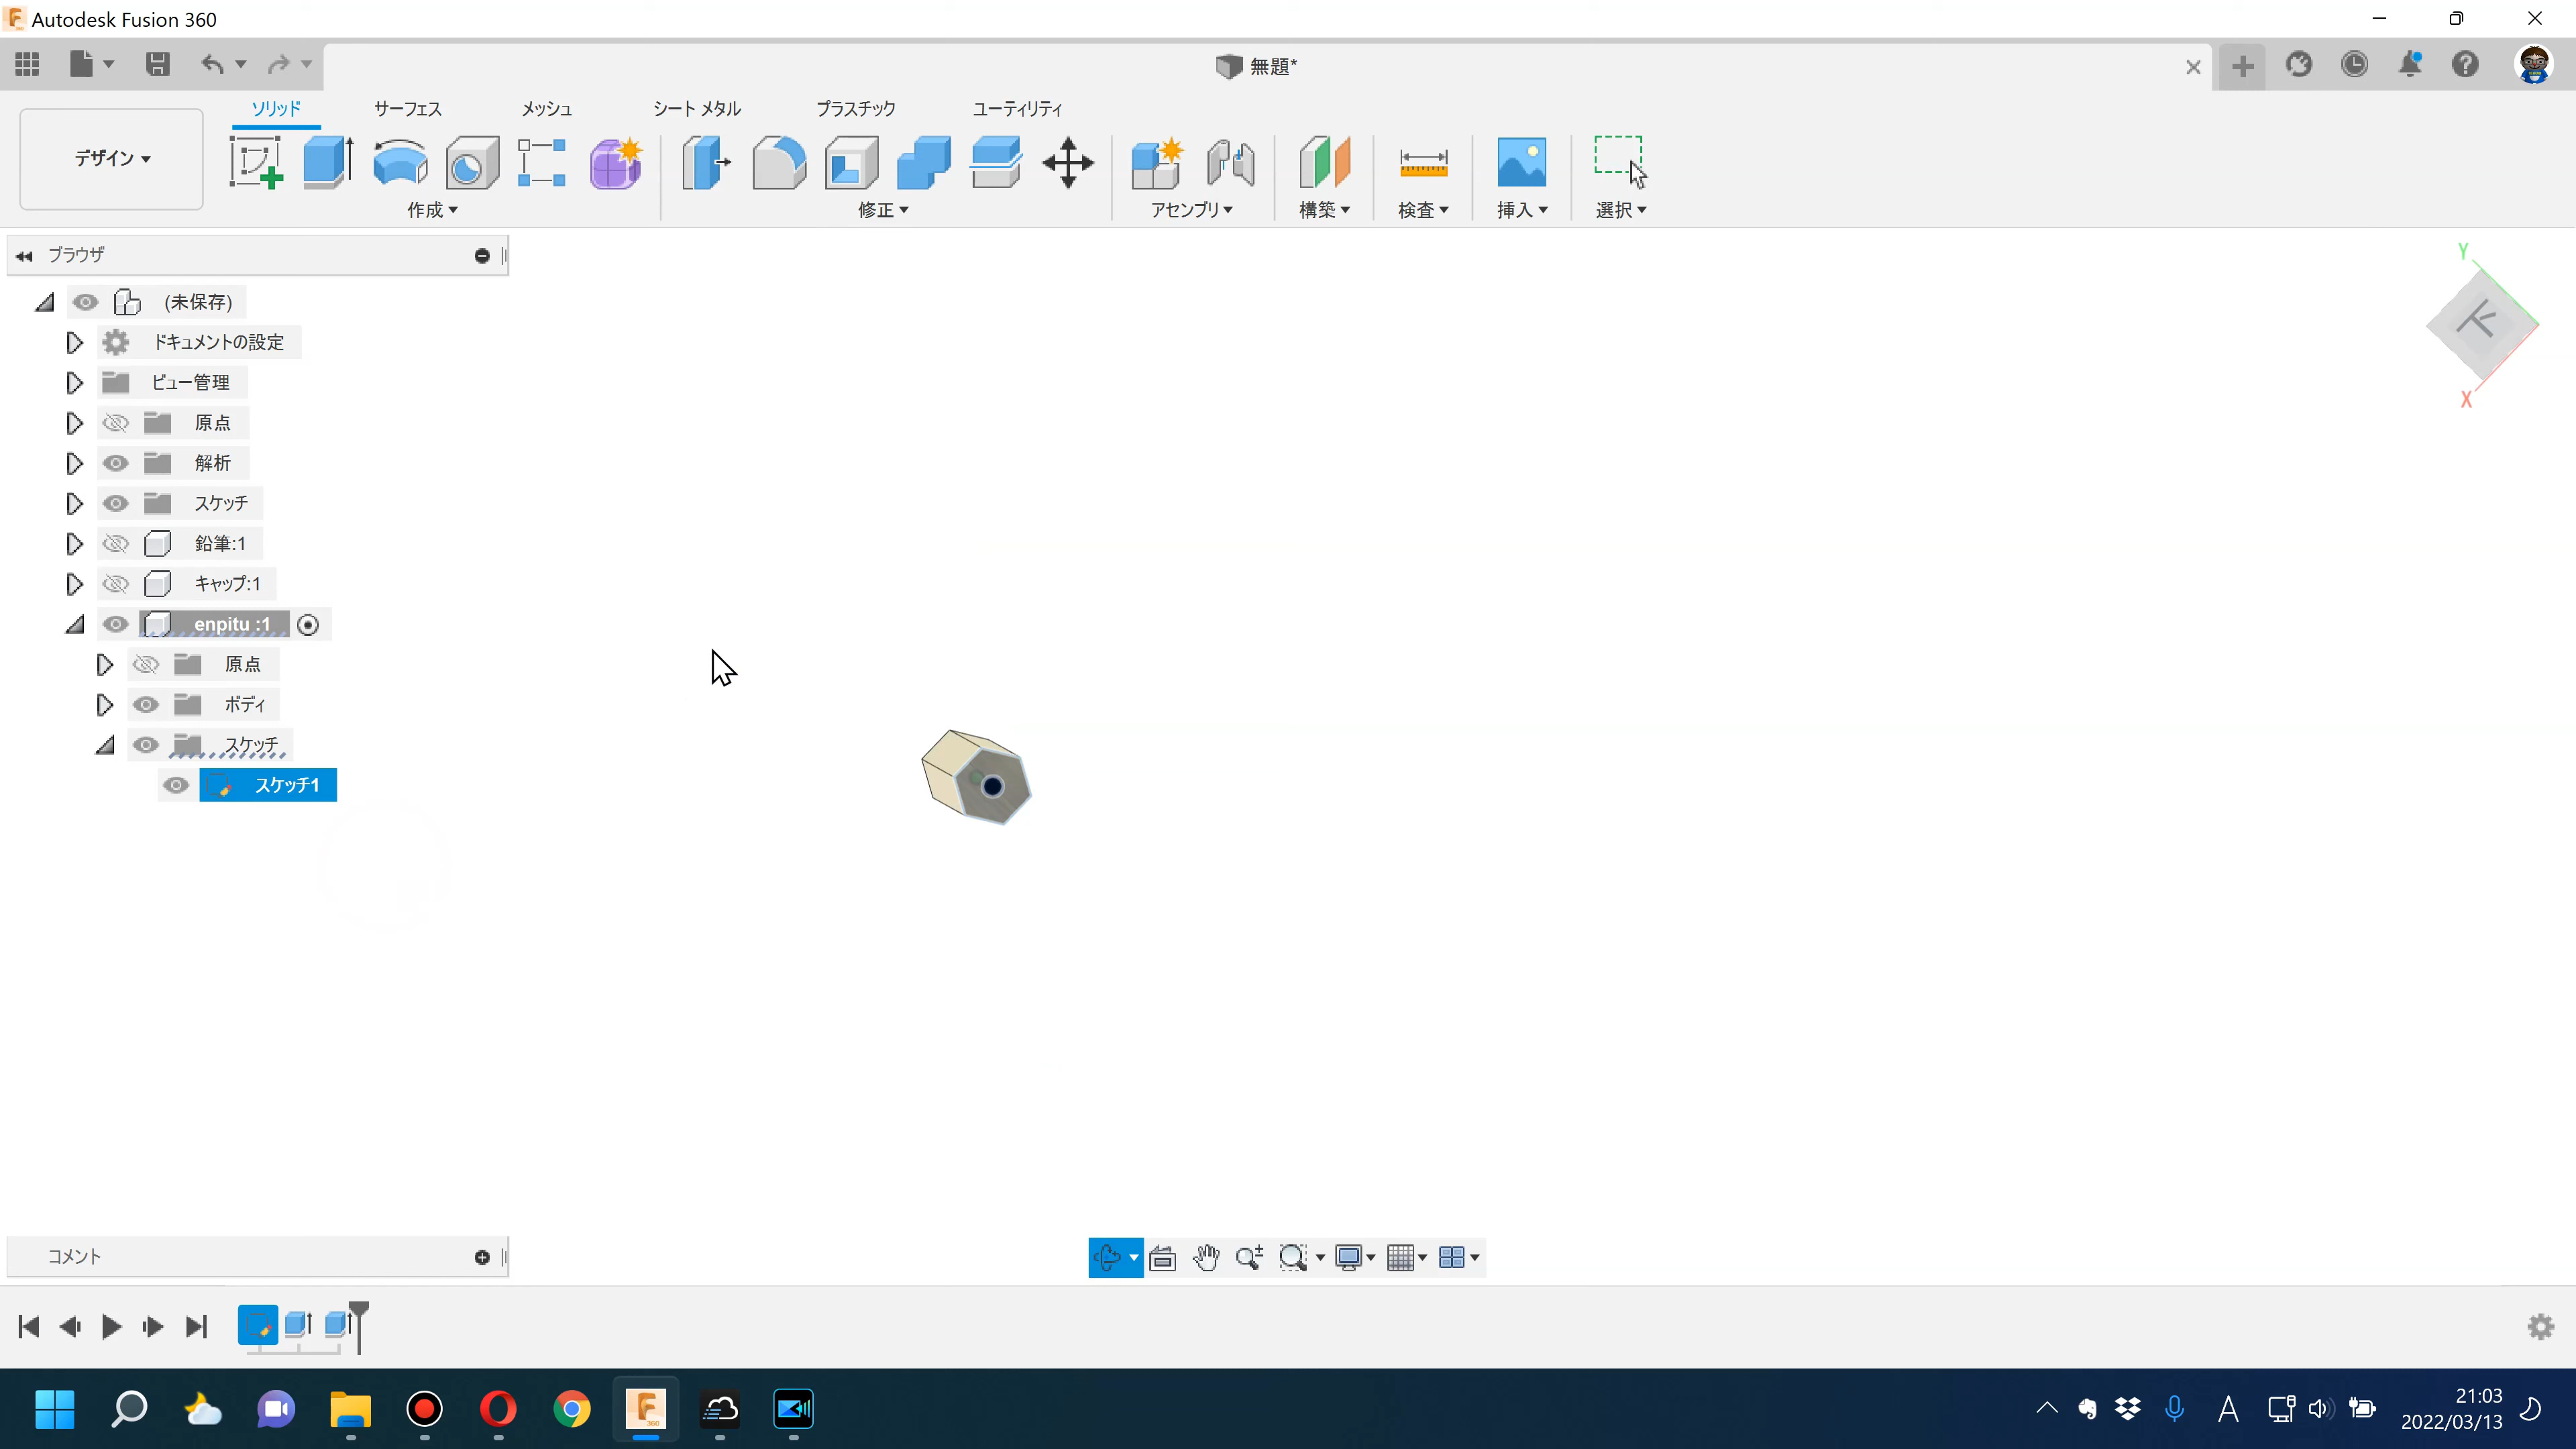 Autodesk Fusion 360
無題*
ソリッド サーフェス メッシュ シート メタル プラスチック ユーティリティ
デザイン
作成 修正 アセンブリ 構築 検査 挿入 選択
ブラウザ
(未保存)
ドキュメントの設定
ビュー管理
原点
解析
スケッチ
鉛筆:1
キャップ:1
enpitu :1
原点
ボディ
スケッチ
スケッチ1
Y
下
X
コメント
360
A
21:03
2022/03/13